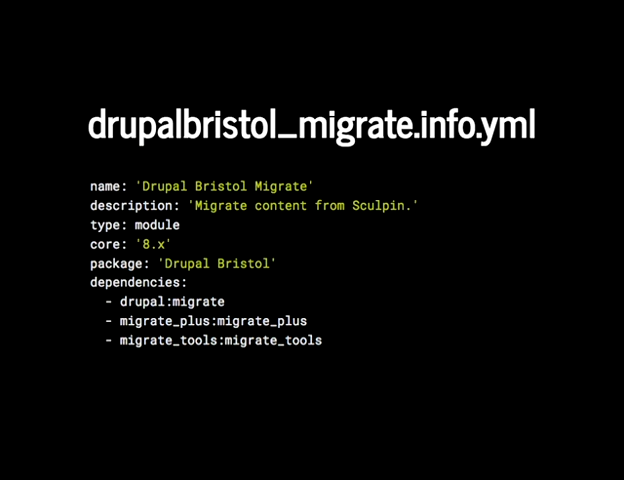 drupalbristol_migrate.info.yml
name: 'Drupal Bristol Migrate'
description: 'Migrate content from Sculpin.'
type: module
core: '8.x'
package: 'Drupal Bristol'
dependencies:
  - drupal:migrate
  - migrate_plus:migrate_plus
  - migrate_tools:migrate_tools